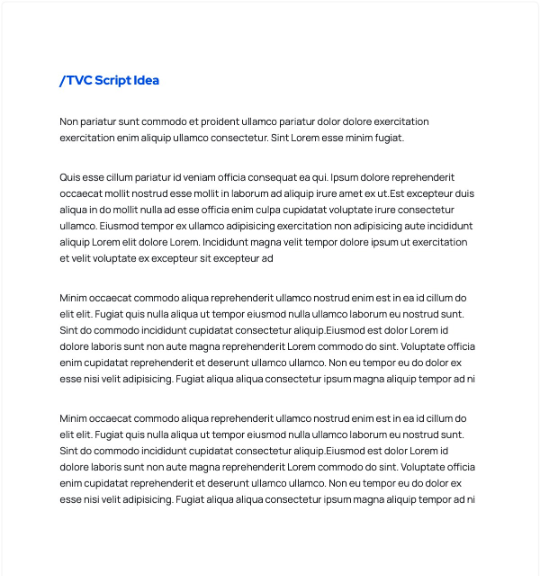 /TVC Script Idea
Non pariatur sunt commodo et proident ullamco pariatur dolor dolore exercitation
exercitation enim aliquip ullamco consectetur. Sint Lorem esse minim fugiat.
Quis esse cillum pariatur id veniam officia consequat ea qui. Ipsum dolore reprehenderit
occaecat mollit nostrud esse mollit in laborum ad aliquip irure amet ex ut.Est excepteur duis
aliqua in do mollit nulla ad esse officia enim culpa cupidatat voluptate irure consectetur
ullamco. Eiusmod tempor ex ullamco adipisicing exercitation non adipisicing aute incididunt
aliquip Lorem elit dolore Lorem. Incididunt magna velit tempor dolore ipsum ut exercitation
et velit voluptate ex excepteur sit excepteur ad
Minim occaecat commodo aliqua reprehenderit ullamco nostrud enim est in ea id cillum do
elit elit. Fugiat quis nulla aliqua ut tempor eiusmod nulla ullamco laborum eu nostrud sunt.
Sint do commodo incididunt cupidatat consectetur aliquip.Eiusmod est dolor Lorem id
dolore laboris sunt non aute magna reprehenderit Lorem commodo do sint. Voluptate officia
enim cupidatat reprehenderit et deserunt ullamco ullamco. Non eu tempor eu do dolor ex
esse nisi velit adipisicing. Fugiat aliqua aliqua consectetur ipsum magna aliquip tempor ad ni
Minim occaecat commodo aliqua reprehenderit ullamco nostrud enim est in ea id cillum do
elit elit. Fugiat quis nulla aliqua ut tempor eiusmod nulla ullamco laborum eu nostrud sunt.
Sint do commodo incididunt cupidatat consectetur aliquip.Eiusmod est dolor Lorem id
dolore laboris sunt non aute magna reprehenderit Lorem commodo do sint. Voluptate officia
enim cupidatat reprehenderit et deserunt ullamco ullamco. Non eu tempor eu do dolor ex
esse nisi velit adipisicing. Fugiat aliqua aliqua consectetur ipsum magna aliquip tempor ad ni